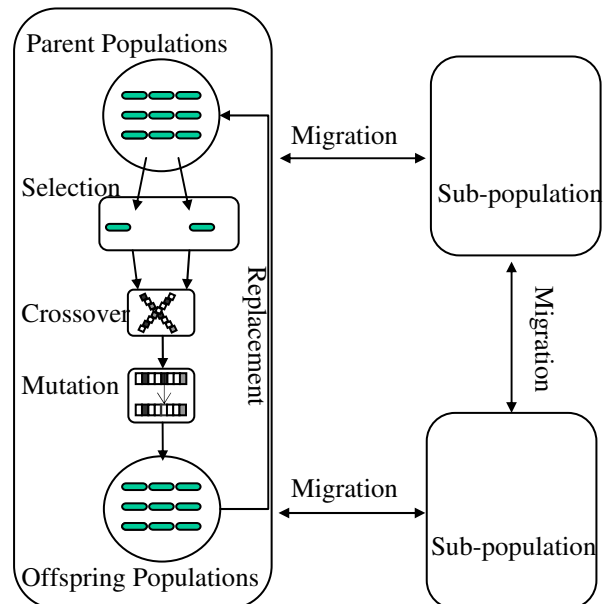 Parent Populations
Selection
Crossover
Mutation
Offspring Populations
Replacement
Migration
Sub-population
Migration
Migration
Sub-population